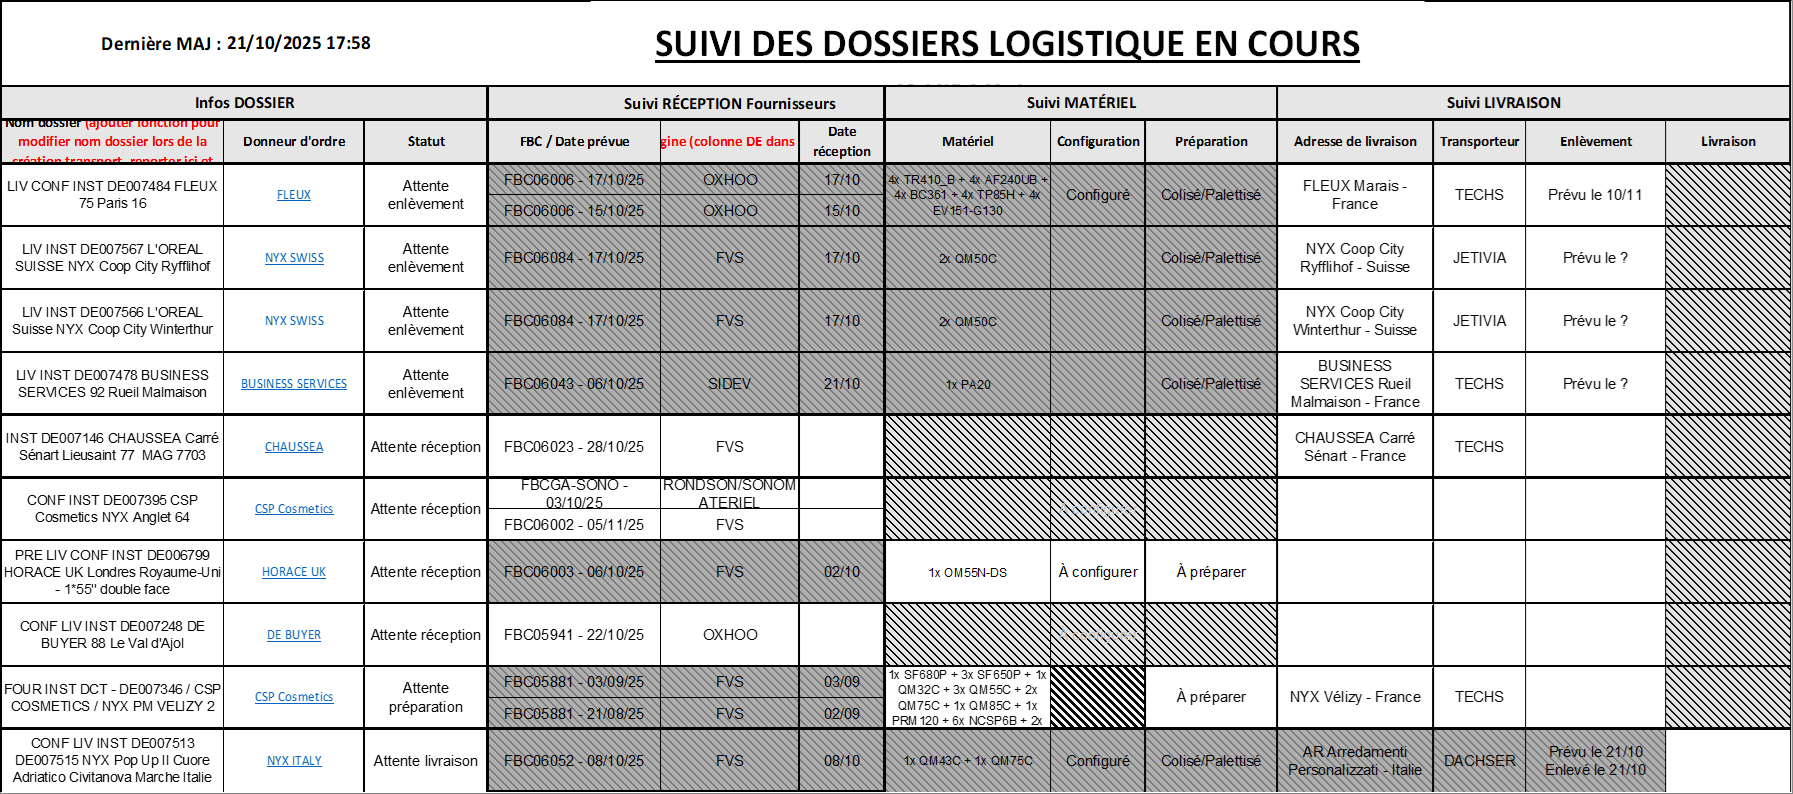 Dernière MAJ : 21/10/2025 17:58
SUIVI DES DOSSIERS LOGISTIQUE EN COURS
Infos DOSSIER
Suivi RÉCEPTION Fournisseurs
Suivi MATÉRIEL
Suivi LIVRAISON
Nom dossier (ajouter fonction pour
modifier nom dossier lors de la
création transport, reporter ici et
Donneur d'ordre
Statut
FBC / Date prévue
gine (colonne DE dans
Date
réception
Matériel
Configuration
Préparation
Adresse de livraison
Transporteur
Enlèvement
Livraison
LIV CONF INST DE007484 FLEUX
75 Paris 16
FLEUX
Attente
enlèvement
FBC06006 - 17/10/25
OXHOO
17/10
FBC06006 - 15/10/25
OXHOO
15/10
4x TR410_B + 4x AF240UB +
4x BC361 + 4x TP85H + 4x
EV151-G130
Configuré
Colisé/Palettisé
FLEUX Marais -
France
TECHS
Prévu le 10/11
LIV INST DE007567 L'OREAL
SUISSE NYX Coop City Ryfflihof
NYX SWISS
Attente
enlèvement
FBC06084 - 17/10/25
FVS
17/10
2x QM50C
Colisé/Palettisé
NYX Coop City
Ryfflihof - Suisse
JETIVIA
Prévu le ?
LIV INST DE007566 L'OREAL
Suisse NYX Coop City Winterthur
NYX SWISS
Attente
enlèvement
FBC06084 - 17/10/25
FVS
17/10
2x QM50C
Colisé/Palettisé
NYX Coop City
Winterthur - Suisse
JETIVIA
Prévu le ?
LIV INST DE007478 BUSINESS
SERVICES 92 Rueil Malmaison
BUSINESS SERVICES
Attente
enlèvement
FBC06043 - 06/10/25
SIDEV
21/10
1x PA20
Colisé/Palettisé
BUSINESS
SERVICES Rueil
Malmaison - France
TECHS
Prévu le ?
INST DE007146 CHAUSSEA Carré
Sénart Lieusaint 77  MAG 7703
CHAUSSEA
Attente réception
FBC06023 - 28/10/25
FVS
CHAUSSEA Carré
Sénart - France
TECHS
CONF INST DE007395 CSP
Cosmetics NYX Anglet 64
CSP Cosmetics
Attente réception
FBCGA-SONO -
03/10/25
RONDSON/SONOM
ATERIEL
FBC06002 - 05/11/25
FVS
À configurer
PRE LIV CONF INST DE006799
HORACE UK Londres Royaume-Uni
- 1*55" double face
HORACE UK
Attente réception
FBC06003 - 06/10/25
FVS
02/10
1x OM55N-DS
À configurer
À préparer
CONF LIV INST DE007248 DE
BUYER 88 Le Val d'Ajol
DE BUYER
Attente réception
FBC05941 - 22/10/25
OXHOO
À configurer
FOUR INST DCT - DE007346 / CSP
COSMETICS / NYX PM VELIZY 2
CSP Cosmetics
Attente
préparation
FBC05881 - 03/09/25
FVS
03/09
FBC05881 - 21/08/25
FVS
02/09
1x SF680P + 3x SF650P + 1x
QM32C + 3x QM55C + 2x
QM75C + 1x QM85C + 1x
PRM120 + 6x NCSP6B + 2x
À préparer
NYX Vélizy - France
TECHS
CONF LIV INST DE007513
DE007515 NYX Pop Up Il Cuore
Adriatico Civitanova Marche Italie
NYX ITALY
Attente livraison
FBC06052 - 08/10/25
FVS
08/10
1x QM43C + 1x QM75C
Configuré
Colisé/Palettisé
AR Arredamenti
Personalizzati - Italie
DACHSER
Prévu le 21/10
Enlevé le 21/10